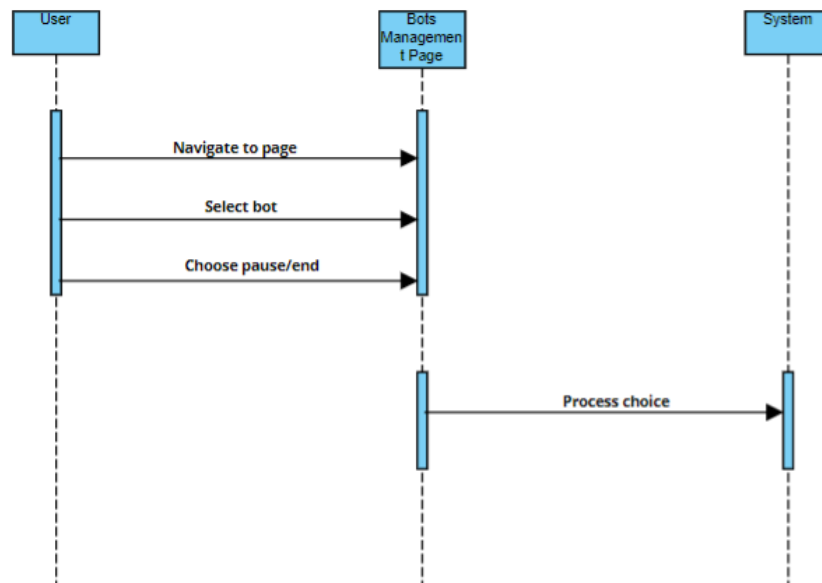 User
Bots
Managemen
t Page
System
Navigate to page
Select bot
Choose pause/end
Process choice